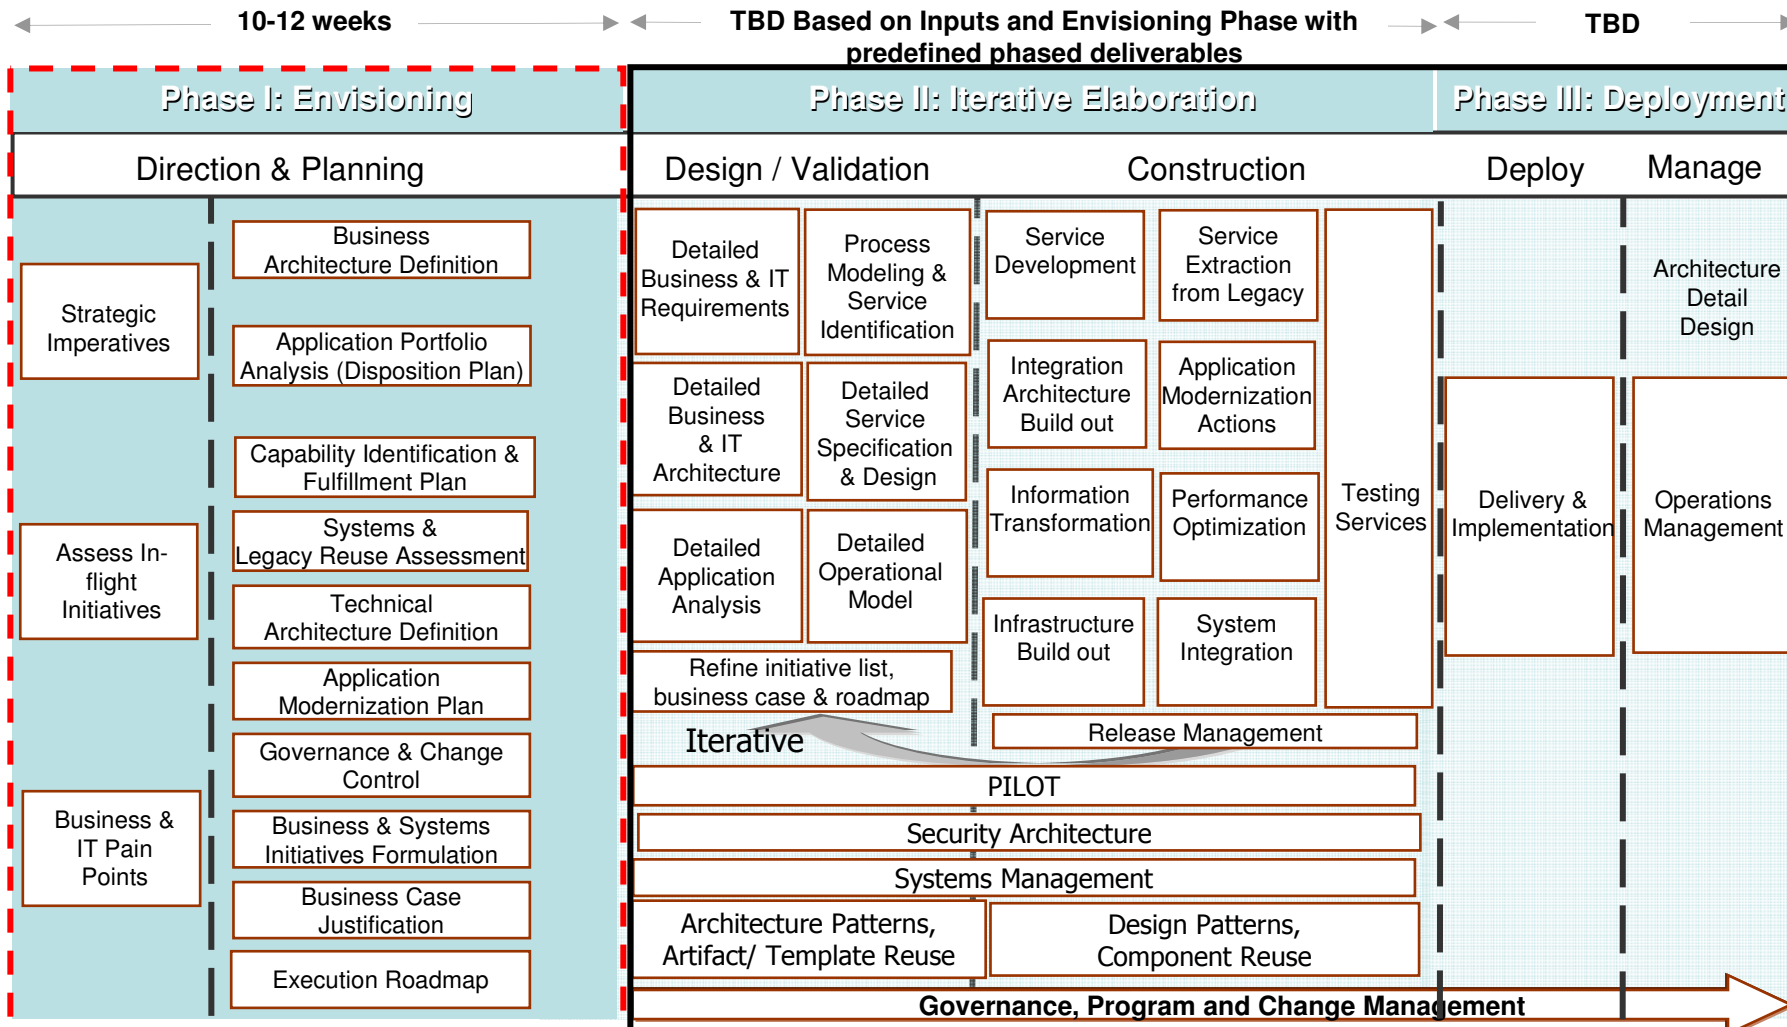 10-12 weeks
TBD Based on Inputs and Envisioning Phase with
predefined phased deliverables
TBD
Phase I: Envisioning
Phase II: Iterative Elaboration
Phase III: Deployment
Direction & Planning
Design / Validation
Construction
Deploy
Manage
Strategic
Imperatives
Assess In-
flight
Initiatives
Business &
IT Pain
Points
Business
Architecture Definition
Application Portfolio
Analysis (Disposition Plan)
Capability Identification &
Fulfillment Plan
Systems &
Legacy Reuse Assessment
Technical
Architecture Definition
Application
Modernization Plan
Governance & Change
Control
Business & Systems
Initiatives Formulation
Business Case
Justification
Execution Roadmap
Detailed
Business & IT
Requirements
Process
Modeling &
Service
Identification
Detailed
Business
& IT
Architecture
Detailed
Service
Specification
& Design
Detailed
Application
Analysis
Detailed
Operational
Model
Refine initiative list,
business case & roadmap
Iterative
Service
Development
Service
Extraction
from Legacy
Integration
Architecture
Build out
Application
Modernization
Actions
Information
Transformation
Performance
Optimization
Infrastructure
Build out
System
Integration
Testing
Services
Release Management
PILOT
Security Architecture
Systems Management
Architecture Patterns,
Artifact/ Template Reuse
Design Patterns,
Component Reuse
Delivery &
Implementation
Architecture
Detail
Design
Operations
Management
Governance, Program and Change Management